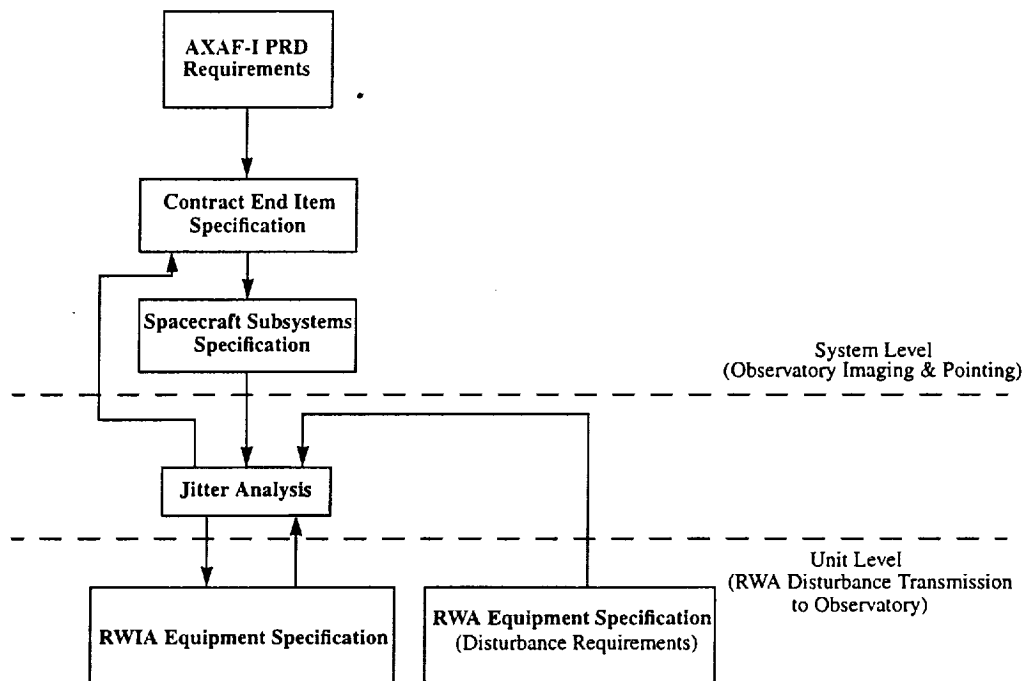 AXAF-I PRD
Requirements
Contract End Item
Specification
Spacecraft Subsystems
Specification
System Level
(Observatory Imaging & Pointing)
Jitter Analysis
Unit Level
(RWA Disturbance Transmission
to Observatory)
RWIA Equipment Specification
RWA Equipment Specification
(Disturbance Requirements)